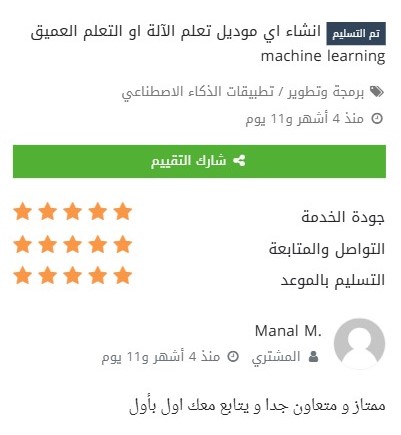 تم التسليم انشاء اي موديل تعلم الآلة او التعلم العميق
machine learning
برمجة وتطوير / تطبيقات الذكاء الاصطناعي
منذ 4 أشهر و11 يوم
شارك التقييم
جودة الخدمة
التواصل والمتابعة
التسليم بالموعد
Manal M.
المشتري منذ 4 أشهر و11 يوم
ممتاز و متعاون جدا و يتابع معك اول بأول